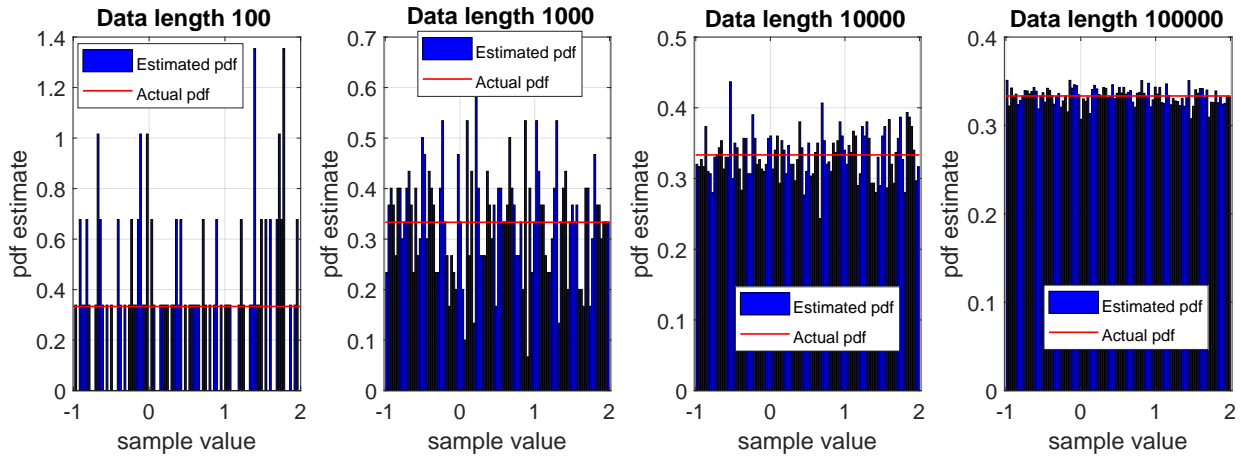 Data length 100
Estimated pdf
Actual pdf
pdf estimate
1.4
1.2
1
0.8
0.6
0.4
0.2
0
-1 0 1 2
sample value
Data length 1000
Estimated pdf
Actual pdf
pdf estimate
0.7
0.6
0.5
0.4
0.3
0.2
0.1
0
-1 0 1 2
sample value
Data length 10000
pdf estimate
0.5
0.4
0.3
0.2
0.1
0
Estimated pdf
Actual pdf
-1 0 1 2
sample value
Data length 100000
pdf estimate
0.4
0.3
0.2
0.1
0
Estimated pdf
Actual pdf
-1 0 1 2
sample value